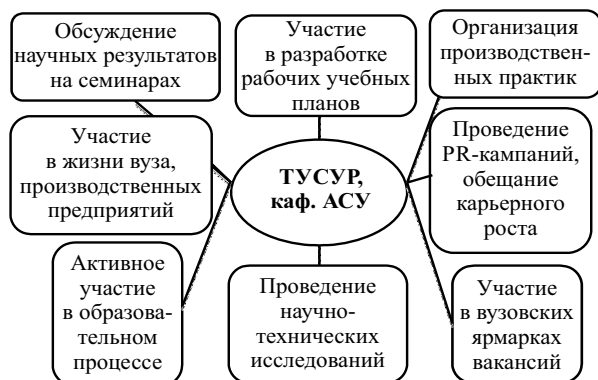 Обсуждение
научных результатов
на семинарах
Участие
в разработке
рабочих учебных
планов
Организация
производствен-
ных практик
Участие
в жизни вуза,
производственных
предприятий
ТУСУР,
каф. АСУ
Проведение
PR-кампаний,
обещание
карьерного
роста
Активное
участие
в образова-
тельном
процессе
Проведение
научно-
технических
исследований
Участие
в вузовских
ярмарках
вакансий